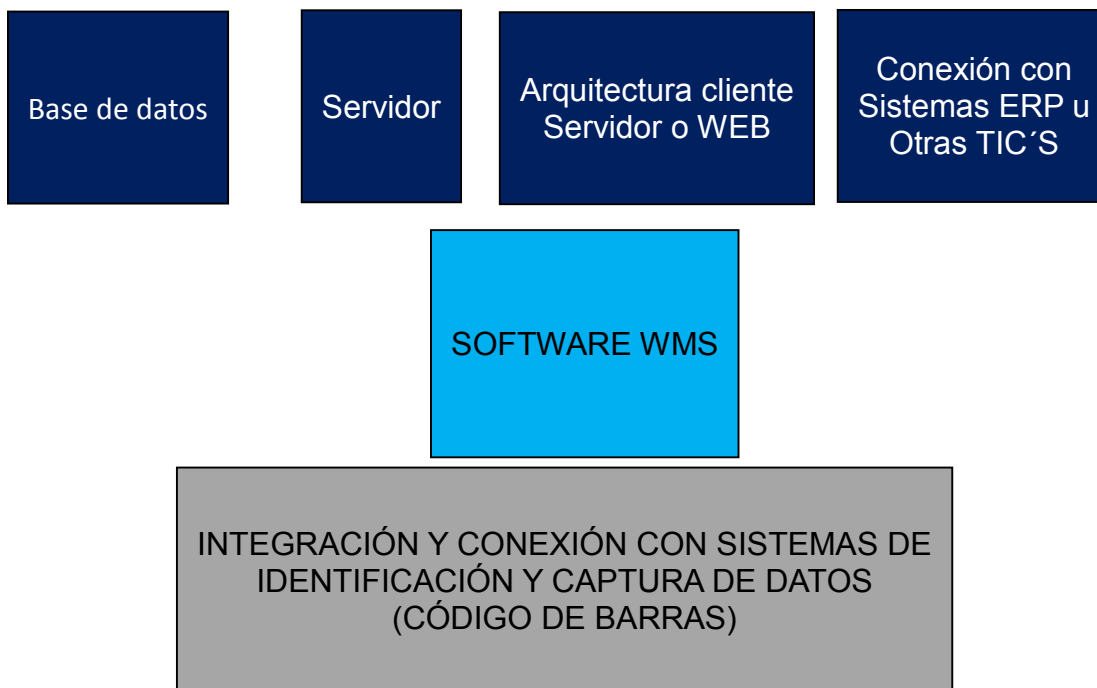 Base de datos
Servidor
Arquitectura cliente
Servidor o WEB
Conexión con
Sistemas ERP u
Otras TIC´S
SOFTWARE WMS
INTEGRACIÓN Y CONEXIÓN CON SISTEMAS DE
IDENTIFICACIÓN Y CAPTURA DE DATOS
(CÓDIGO DE BARRAS)